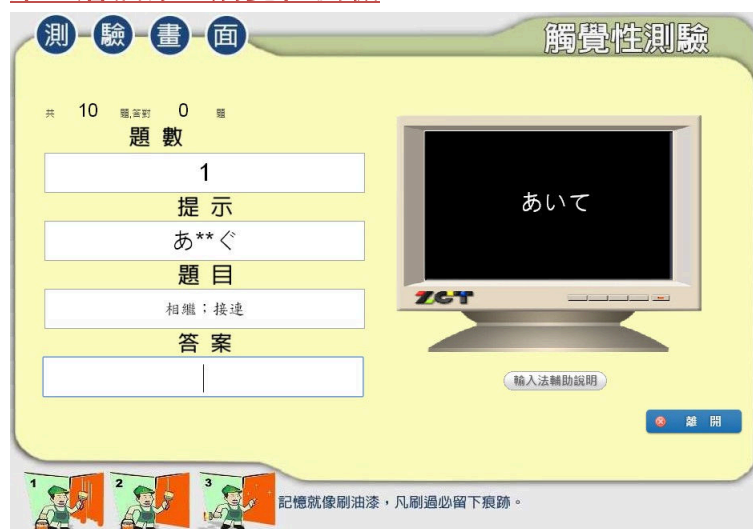 測驗畫面
觸覺性測驗
共 10 題,答對 0 題
題數
1
提示
あ**ぐ
題目
相繼；接連
答案
あいて
ZCT
輸入法輔助說明
離開
1 2 3
記憶就像刷油漆，凡刷過必留下痕跡。